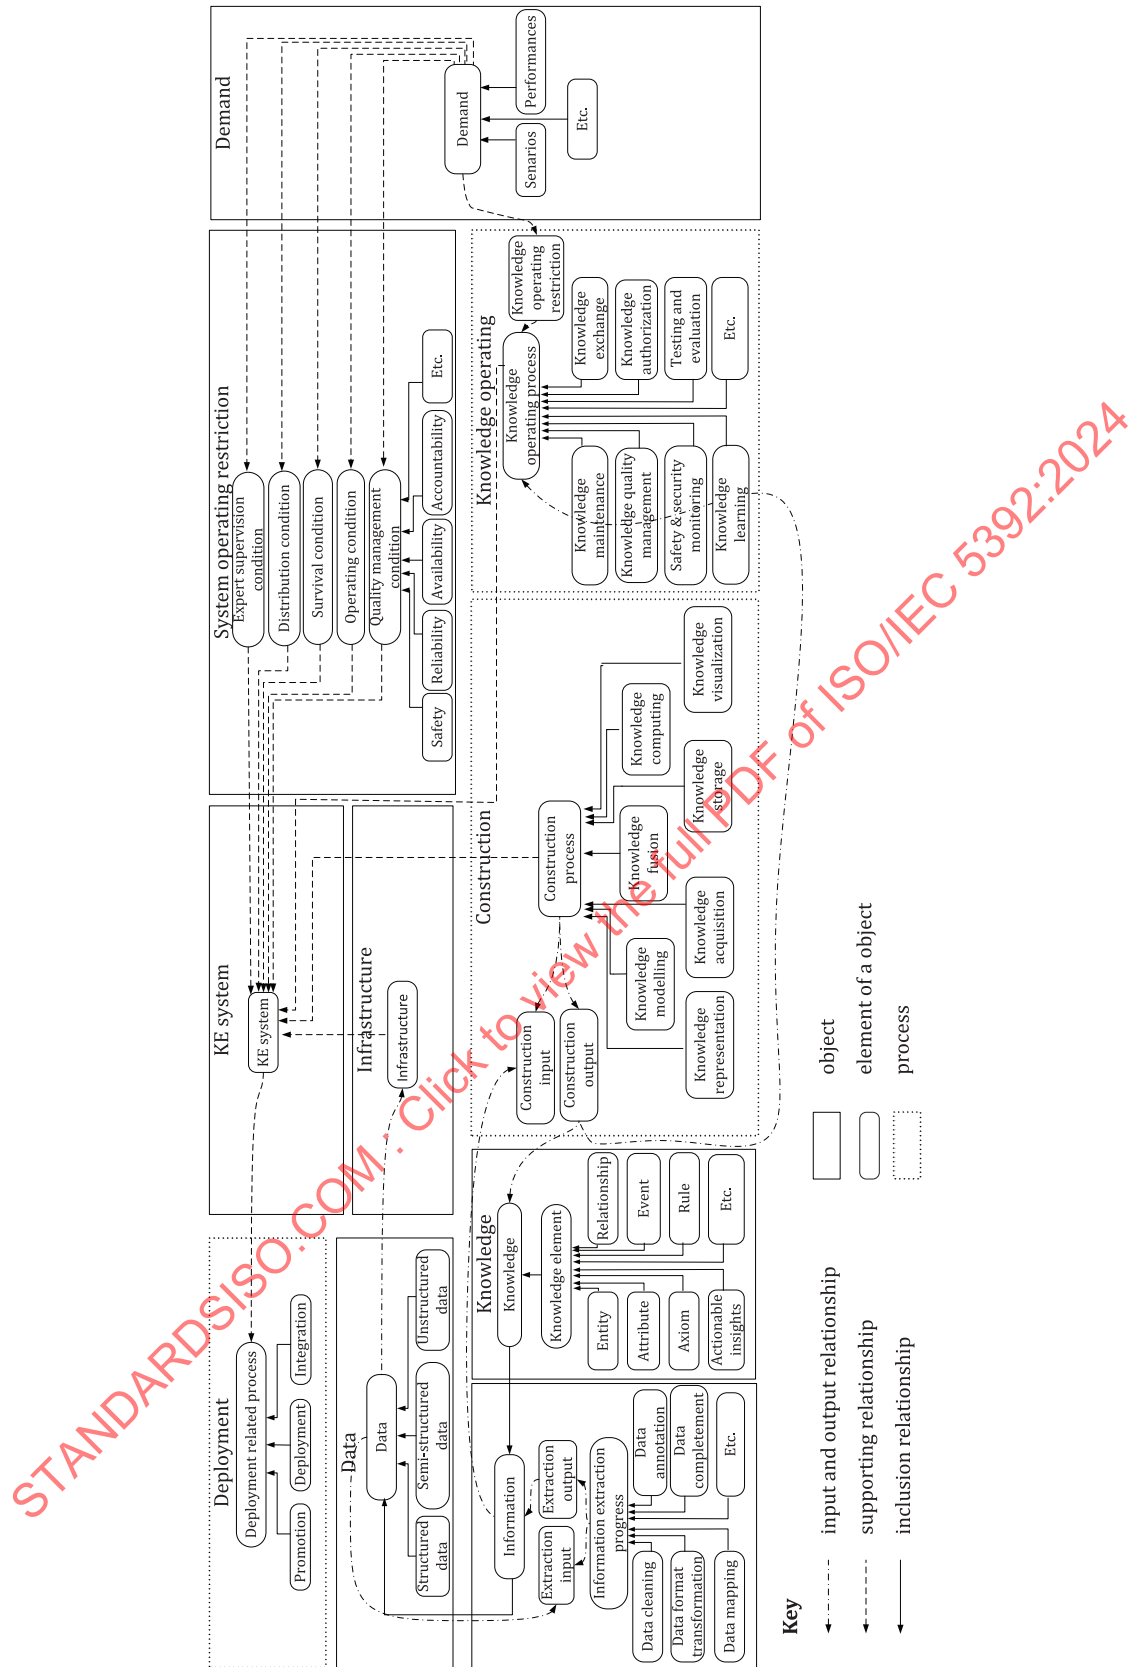 Deployment
Deployment related process
Promotion
Deployment
Integration
KE system
KE system
System operating restriction
Expert supervision
condition
Distribution condition
Survival condition
Operating condition
Quality management
condition
Safety
Reliability
Availability
Accountability
Etc.
Demand
Demand
Senarios
Performances
Etc.
Data
Data
Structured
data
Semi-structured
data
Unstructured
data
Infrastructure
Infrastructure
Information
Extraction
input
Extraction
output
Information extraction
progress
Data cleaning
Data format
transformation
Data mapping
Data
annotation
Data
completement
Etc.
Knowledge
Knowledge
Knowledge element
Entity
Attribute
Axiom
Actionable
insights
Relationship
Event
Rule
Etc.
Construction
Construction
input
Construction
output
Construction
process
Knowledge
representation
Knowledge
modelling
Knowledge
acquisition
Knowledge
fusion
Knowledge
storage
Knowledge
computing
Knowledge
visualization
Knowledge operating
Knowledge
operating process
Knowledge
operating
restriction
Knowledge
maintenance
Knowledge quality
management
Safety & security
monitoring
Knowledge
learning
Knowledge
exchange
Knowledge
authorization
Testing and
evaluation
Etc.
Key
input and output relationship
supporting relationship
inclusion relationship
object
element of a object
process
STANDARDSISO.COM : Click to view the full PDF of ISO/IEC 5392:2024